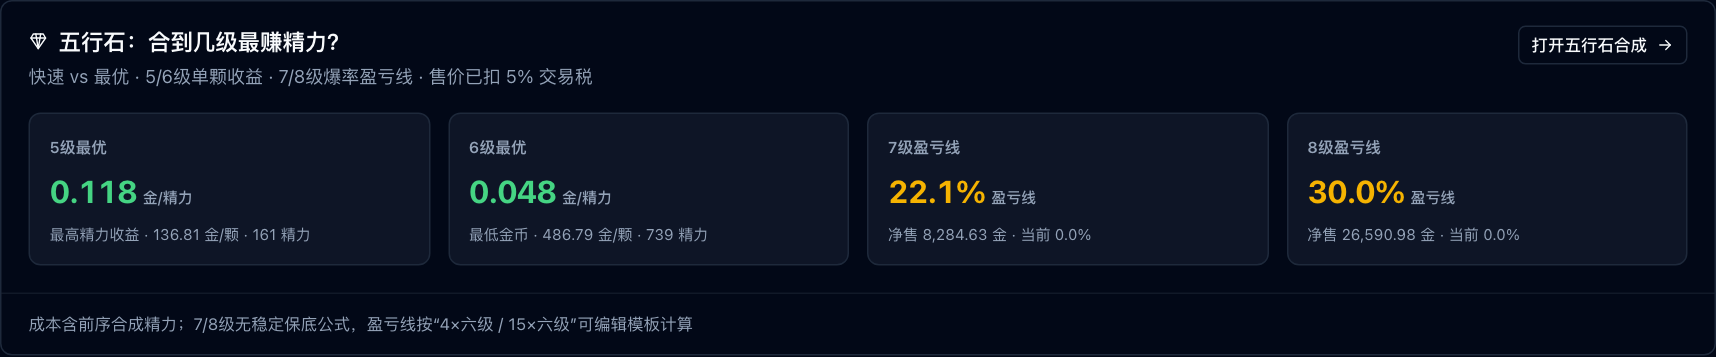 五行石：合到几级最赚精力？
打开五行石合成 →
快速 vs 最优 · 5/6级单颗收益 · 7/8级爆率盈亏线 · 售价已扣 5% 交易税
5级最优
0.118 金/精力
最高精力收益 · 136.81 金/颗 · 161 精力
6级最优
0.048 金/精力
最低金币 · 486.79 金/颗 · 739 精力
7级盈亏线
22.1% 盈亏线
净售 8,284.63 金 · 当前 0.0%
8级盈亏线
30.0% 盈亏线
净售 26,590.98 金 · 当前 0.0%
成本含前序合成精力；7/8级无稳定保底公式，盈亏线按“4×六级 / 15×六级”可编辑模板计算